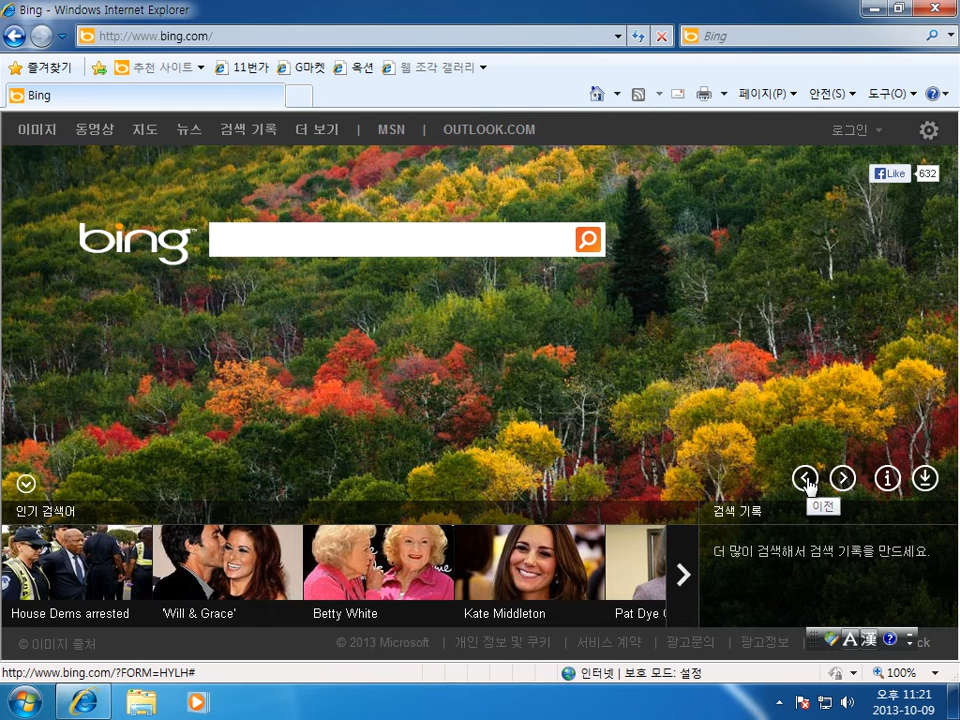 Bing - Windows Internet Explorer
http://www.bing.com/
Bing
즐겨찾기 추천 사이트 11번가 G마켓 옥션 웹 조각 갤러리
Bing
페이지(P) 안전(S) 도구(O)
이미지 동영상 지도 뉴스 검색 기록 더 보기 | MSN | OUTLOOK.COM
로그인
Like 632
bing
이전
인기 검색어
검색 기록
더 많이 검색해서 검색 기록을 만드세요.
House Dems arrested
'Will & Grace'
Betty White
Kate Middleton
Pat Dye
© 이미지 출처
© 2013 Microsoft | 개인 정보 및 쿠키 | 서비스 계약 | 광고문의 | 광고정보 |
A 漢
ck
http://www.bing.com/?FORM=HYLH#
인터넷 | 보호 모드: 설정
100%
오후 11:21
2013-10-09